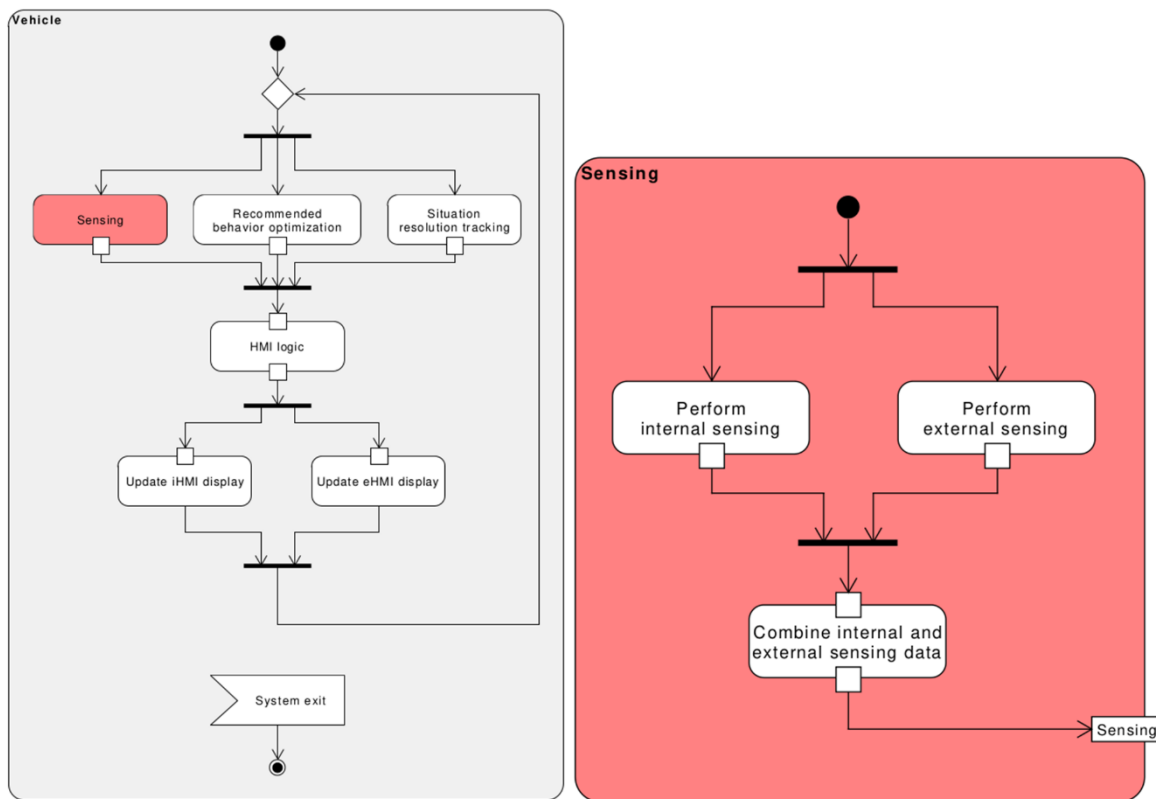 Vehicle
Sensing
Recommended
behavior optimization
Situation
resolution tracking
HMI logic
Update iHMI display
Update eHMI display
System exit
Sensing
Perform
internal sensing
Perform
external sensing
Combine internal and
external sensing data
Sensing